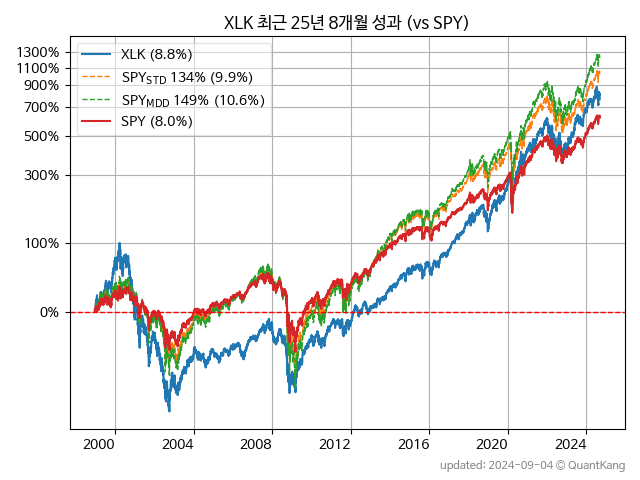 XLK 최근 25년 8개월 성과 (vs SPY)
1300%
1100%
900%
700%
500%
300%
100%
0%
XLK (8.8%)
SPY_STD 134% (9.9%)
SPY_MDD 149% (10.6%)
SPY (8.0%)
2000 2004 2008 2012 2016 2020 2024
updated: 2024-09-04 © QuantKang